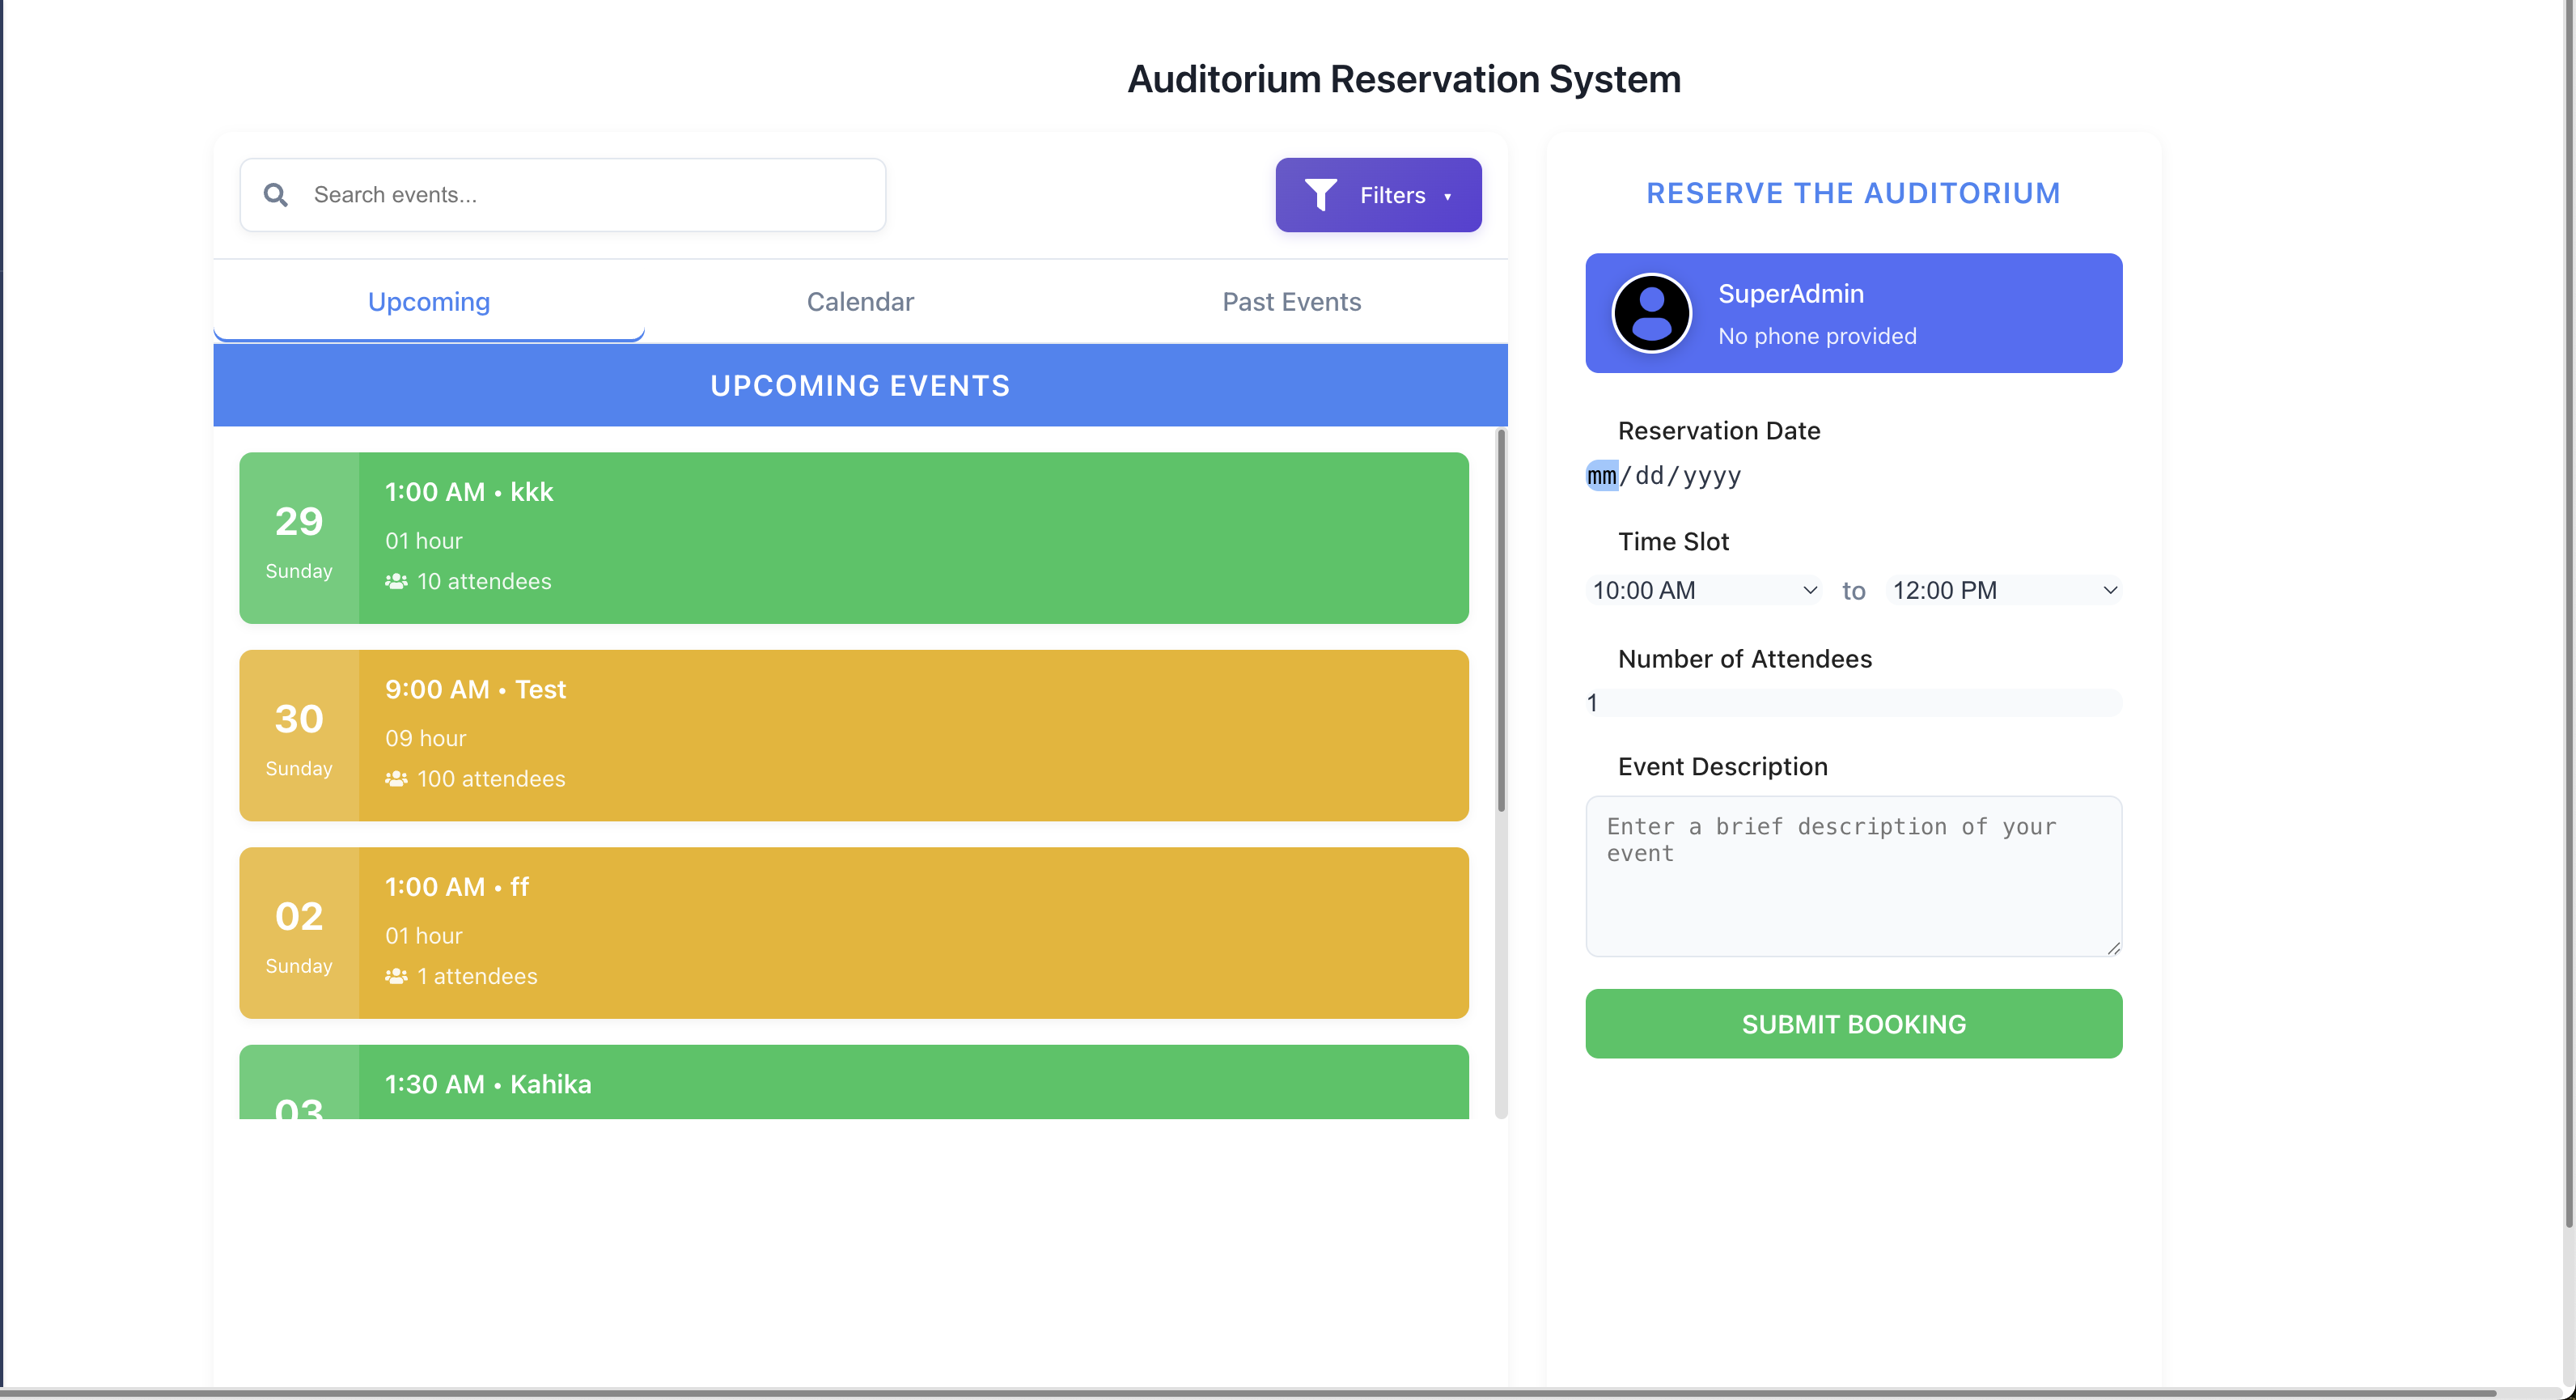 Auditorium Reservation System
Search events...
Filters ▾
Upcoming
Calendar
Past Events
UPCOMING EVENTS
29
Sunday
1:00 AM • kkk
01 hour
10 attendees
30
Sunday
9:00 AM • Test
09 hour
100 attendees
02
Sunday
1:00 AM • ff
01 hour
1 attendees
03
1:30 AM • Kahika
RESERVE THE AUDITORIUM
SuperAdmin
No phone provided
Reservation Date
mm/dd/yyyy
Time Slot
10:00 AM to 12:00 PM
Number of Attendees
1
Event Description
Enter a brief description of your
event
SUBMIT BOOKING